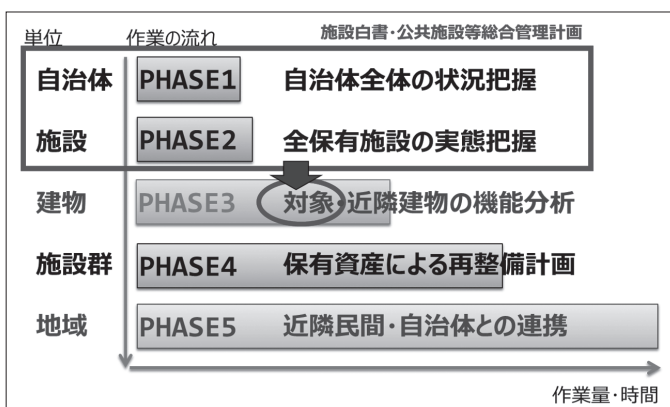 単位 作業の流れ 施設白書・公共施設等総合管理計画
自治体 PHASE1 自治体全体の状況把握
施設 PHASE2 全保有施設の実態把握
建物 PHASE3 対象・近隣建物の機能分析
施設群 PHASE4 保有資産による再整備計画
地域 PHASE5 近隣民間・自治体との連携
作業量・時間